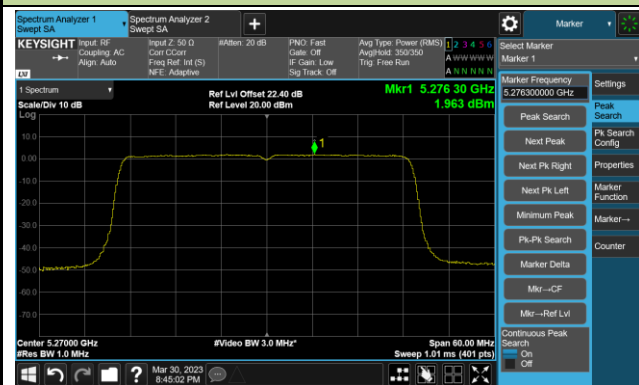 Spectrum Analyzer 1
Swept SA
Spectrum Analyzer 2
Swept SA
+
Marker
KEYSIGHT
Input: RF
Coupling: AC
Align: Auto
Input Z: 50 Ω
Corr CCorr
Freq Ref: Int (S)
NFE: Adaptive
#Atten: 20 dB
PNO: Fast
Gate: Off
IF Gain: Low
Sig Track: Off
Avg Type: Power (RMS)
Avg|Hold: 350/350
Trig: Free Run
1 2 3 4 5 6
A W W W W W
A N N N N N
LXI
Select Marker
Marker 1
1 Spectrum
Scale/Div 10 dB
Log
Ref Lvl Offset 22.40 dB
Ref Level 20.00 dBm
Mkr1 5.276 30 GHz
1.963 dBm
10.0
0.00
-10.0
-20.0
-30.0
-40.0
-50.0
-60.0
-70.0
1
Center 5.27000 GHz
#Res BW 1.0 MHz
#Video BW 3.0 MHz*
Span 60.00 MHz
Sweep 1.01 ms (401 pts)
Marker Frequency
5.276300000 GHz
Peak Search
Next Peak
Next Pk Right
Next Pk Left
Minimum Peak
Pk-Pk Search
Marker Delta
Mkr→CF
Mkr→Ref Lvl
Continuous Peak
Search
On
Off
Settings
Peak
Search
Pk Search
Config
Properties
Marker
Function
Marker→
Counter
?
Mar 30, 2023
8:45:02 PM